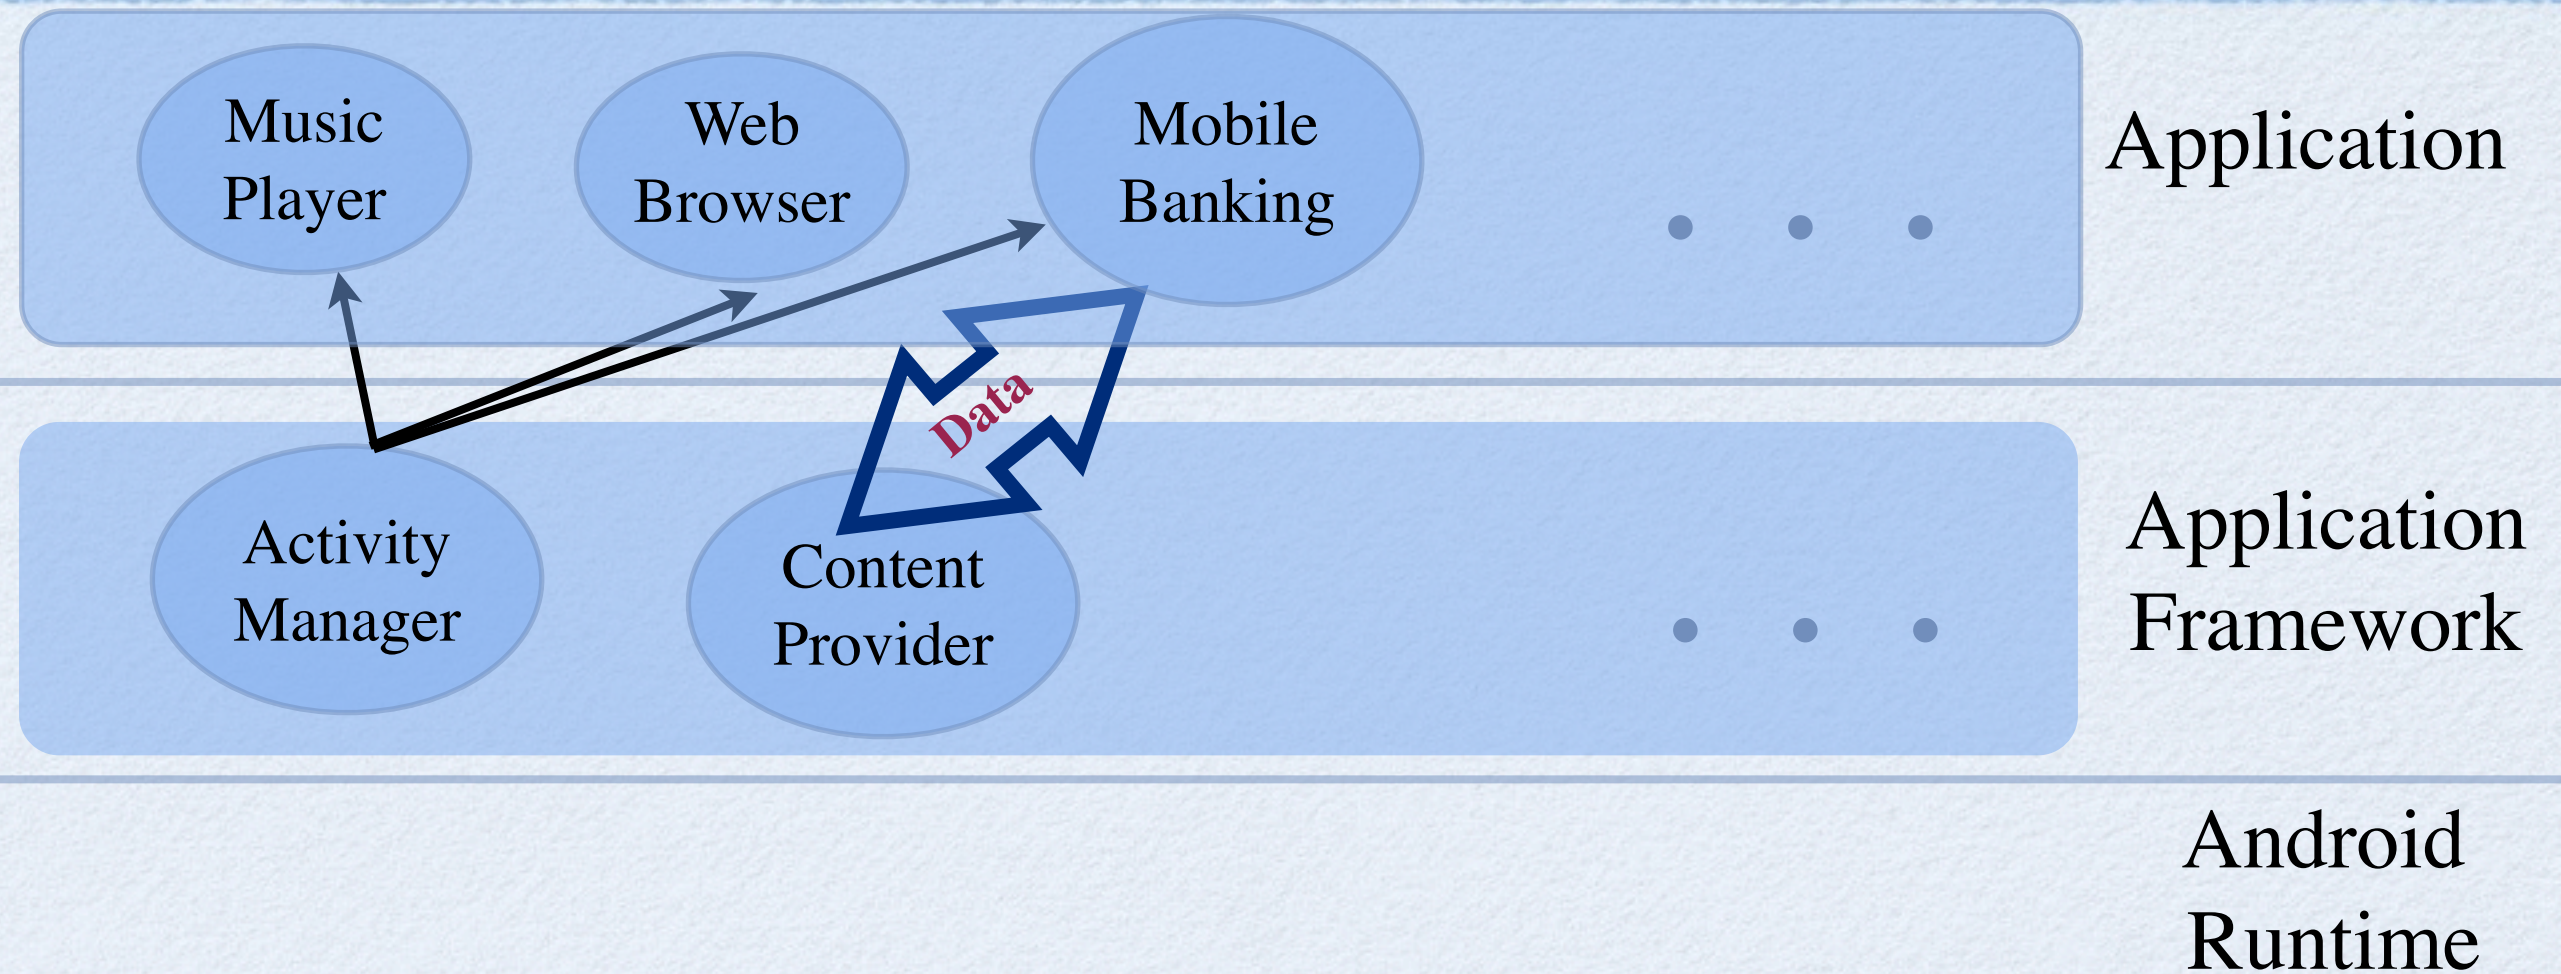 Music
Player
Web
Browser
Mobile
Banking
Application
Data
Activity
Manager
Content
Provider
Application
Framework
Android
Runtime